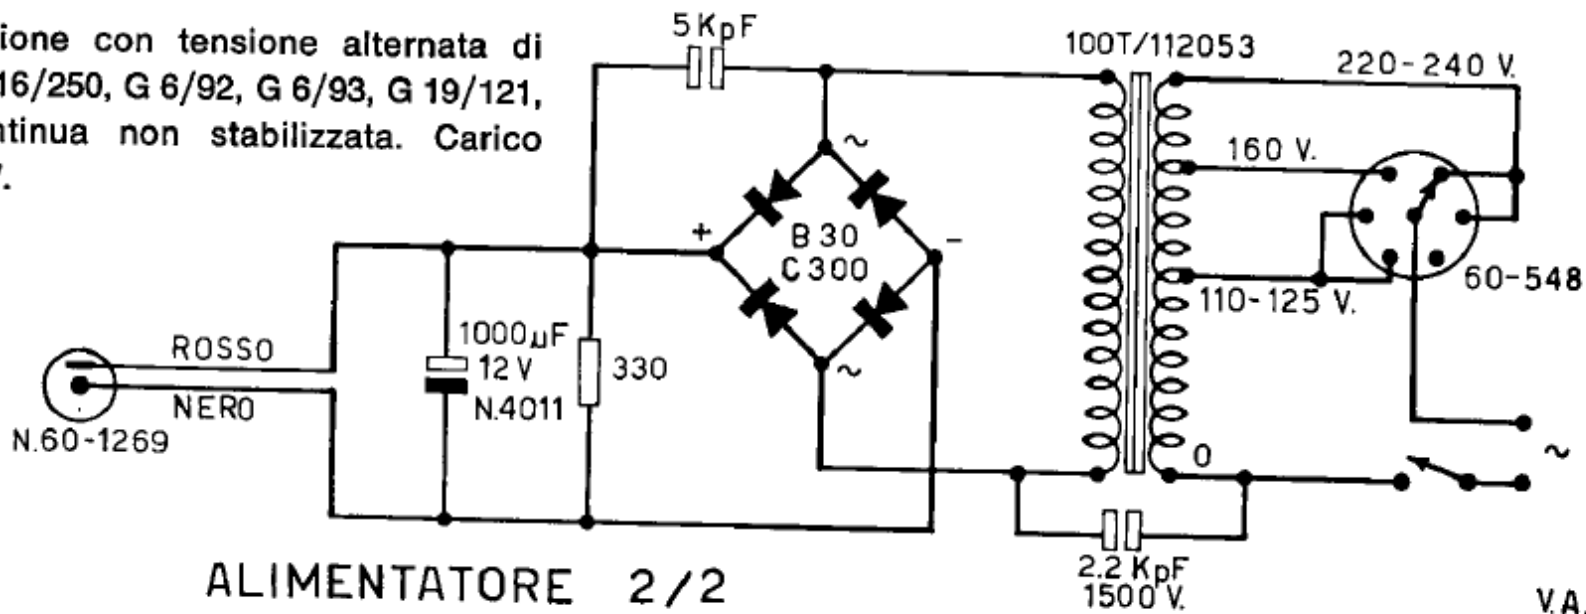 ione con tensione alternata di
16/250, G 6/92, G 6/93, G 19/121,
ntinua non stabilizzata. Carico
5 KpF
100T/112053
220-240 V.
160 V.
~
+
B 30
C 300
-
60-548
110-125 V.
1000µF
12 V
N.4011
330
ROSSO
NERO
N.60-1269
~
0
~
2.2 KpF
1500 V.
ALIMENTATORE 2/2
V.A.